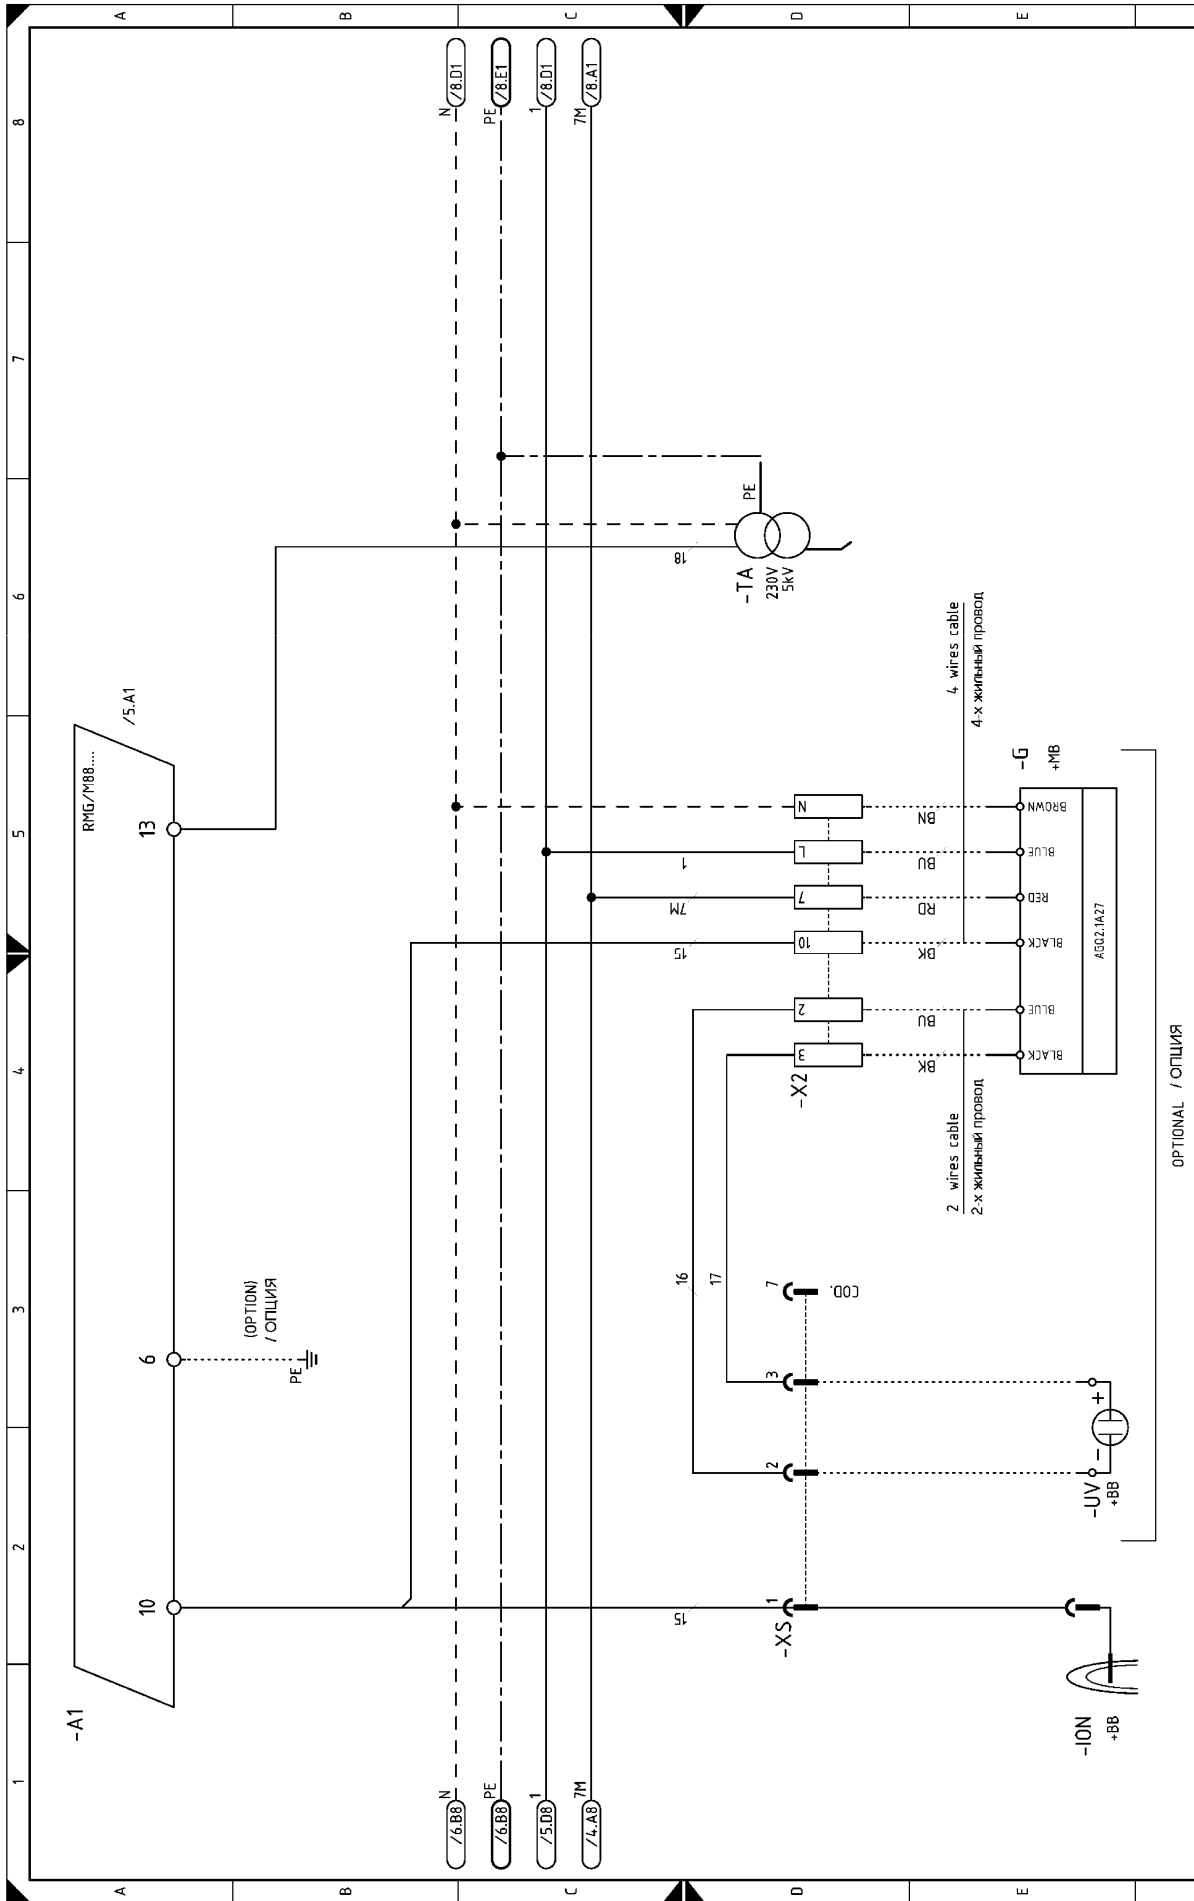 1
2
3
4
5
6
7
8
A
A
-A1
RMG/M88....
/5.A1
10
6
13
(OPTION)
/ ОПЦИЯ
PE
B
B
/6.B8
N
N
/8.D1
/6.B8
PE
PE
/8.E1
/5.D8
1
1
/8.D1
/4.A8
7M
7M
/8.A1
C
C
15
16
17
15
7M
1
18
D
D
-XS
1
2
3
7
COD.
-X2
3
2
10
7
L
N
-TA
230V
5kV
PE
BK
BU
BK
RD
BU
BN
2 wires cable
2-х жильный провод
4 wires cable
4-х жильный провод
E
BLACK
BLUE
BLACK
RED
BLUE
BROWN
-G
+MB
AGQ2.1A27
-ION
+BB
-UV
+BB
-
+
OPTIONAL / ОПЦИЯ